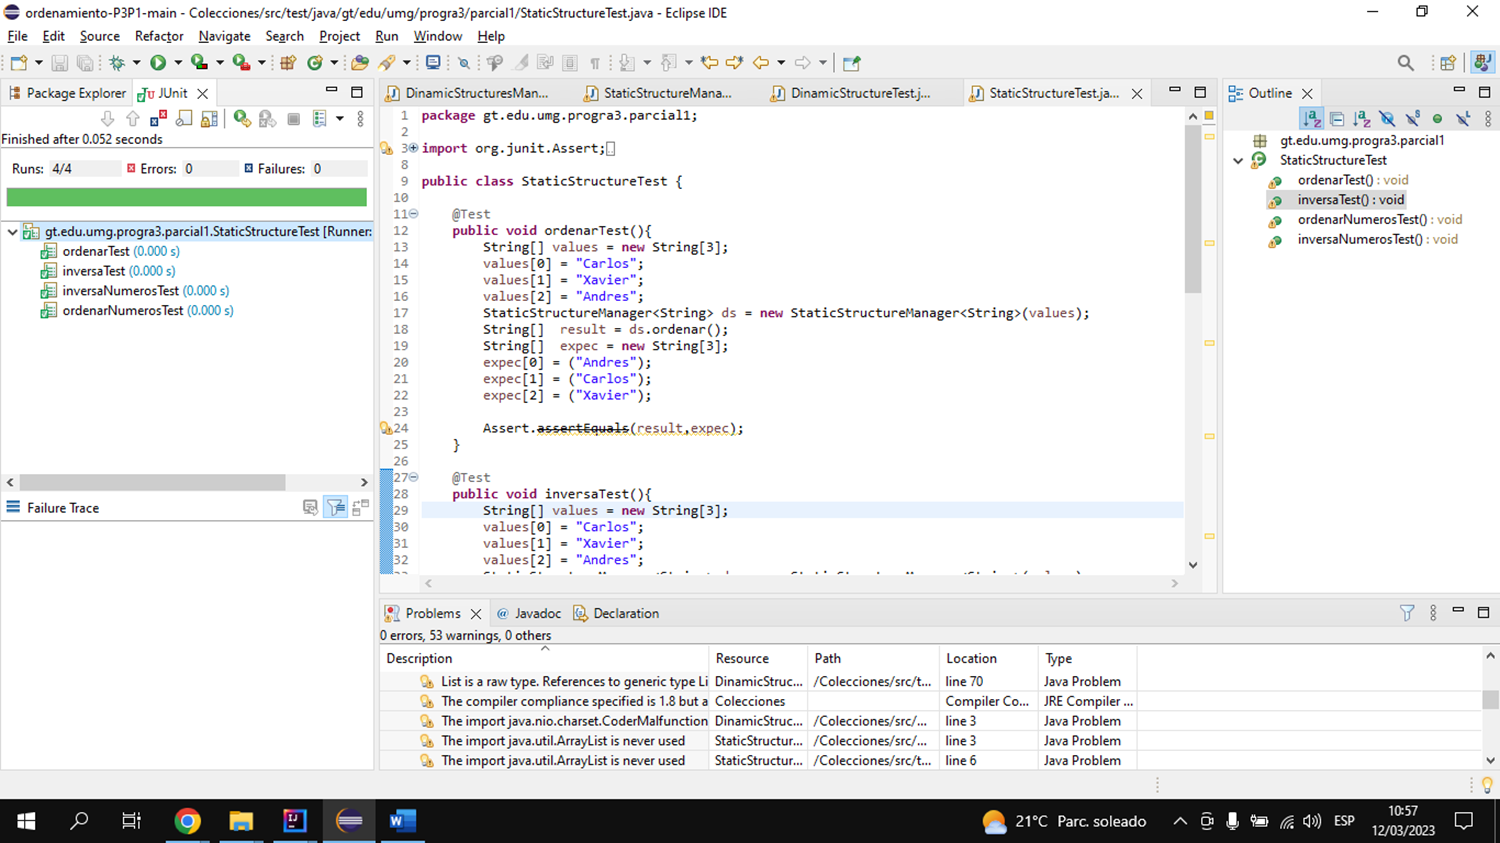 ordenamiento-P3P1-main - Colecciones/src/test/java/gt/edu/umg/progra3/parcial1/StaticStructureTest.java - Eclipse IDE
File Edit Source Refactor Navigate Search Project Run Window Help
Package Explorer JUnit
Finished after 0.052 seconds
Runs: 4/4 Errors: 0 Failures: 0
gt.edu.umg.progra3.parcial1.StaticStructureTest [Runner:
ordenarTest (0.000 s)
inversaTest (0.000 s)
inversaNumerosTest (0.000 s)
ordenarNumerosTest (0.000 s)
Failure Trace
DinamicStructuresMan... StaticStructureMana... DinamicStructureTest.j... StaticStructureTest.ja...
1 package gt.edu.umg.progra3.parcial1;
2
3 import org.junit.Assert;
8
9 public class StaticStructureTest {
10
11 @Test
12 public void ordenarTest(){
13 String[] values = new String[3];
14 values[0] = "Carlos";
15 values[1] = "Xavier";
16 values[2] = "Andres";
17 StaticStructureManager<String> ds = new StaticStructureManager<String>(values);
18 String[] result = ds.ordenar();
19 String[] expec = new String[3];
20 expec[0] = ("Andres");
21 expec[1] = ("Carlos");
22 expec[2] = ("Xavier");
23
24 Assert.assertEquals(result,expec);
25 }
26
27 @Test
28 public void inversaTest(){
29 String[] values = new String[3];
30 values[0] = "Carlos";
31 values[1] = "Xavier";
32 values[2] = "Andres";
Outline
gt.edu.umg.progra3.parcial1
StaticStructureTest
ordenarTest() : void
inversaTest() : void
ordenarNumerosTest() : void
inversaNumerosTest() : void
Problems @ Javadoc Declaration
0 errors, 53 warnings, 0 others
Description Resource Path Location Type
List is a raw type. References to generic type Li DinamicStruc... /Colecciones/src/t... line 70 Java Problem
The compiler compliance specified is 1.8 but a Colecciones Compiler Co... JRE Compiler ...
The import java.nio.charset.CoderMalfunction DinamicStruc... /Colecciones/src/t... line 3 Java Problem
The import java.util.ArrayList is never used StaticStructur... /Colecciones/src/... line 3 Java Problem
The import java.util.ArrayList is never used StaticStructur... /Colecciones/src/t... line 6 Java Problem
21°C Parc. soleado ESP
10:57
12/03/2023